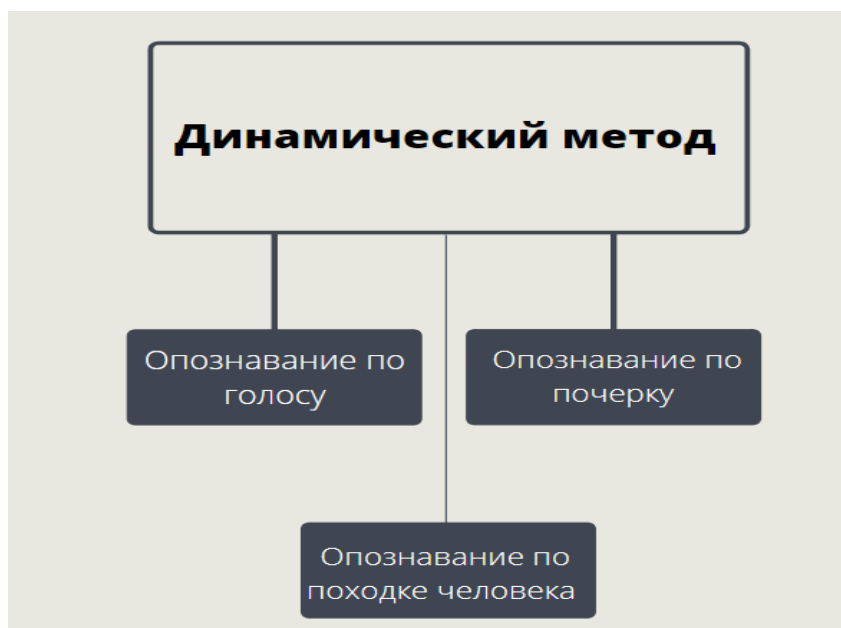 Динамический метод
Опознавание по
голосу
Опознавание по
почерку
Опознавание по
походке человека